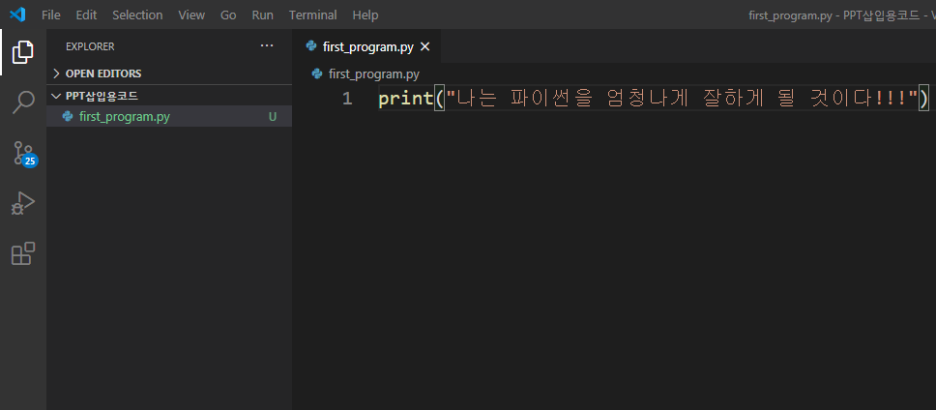 File Edit Selection View Go Run Terminal Help first_program.py - PPT삽입용코드 - V
EXPLORER ···
first_program.py ×
OPEN EDITORS
first_program.py
PPT삽입용코드
1 print("나는 파이썬을 엄청나게 잘하게 될 것이다!!!")
first_program.py U
25